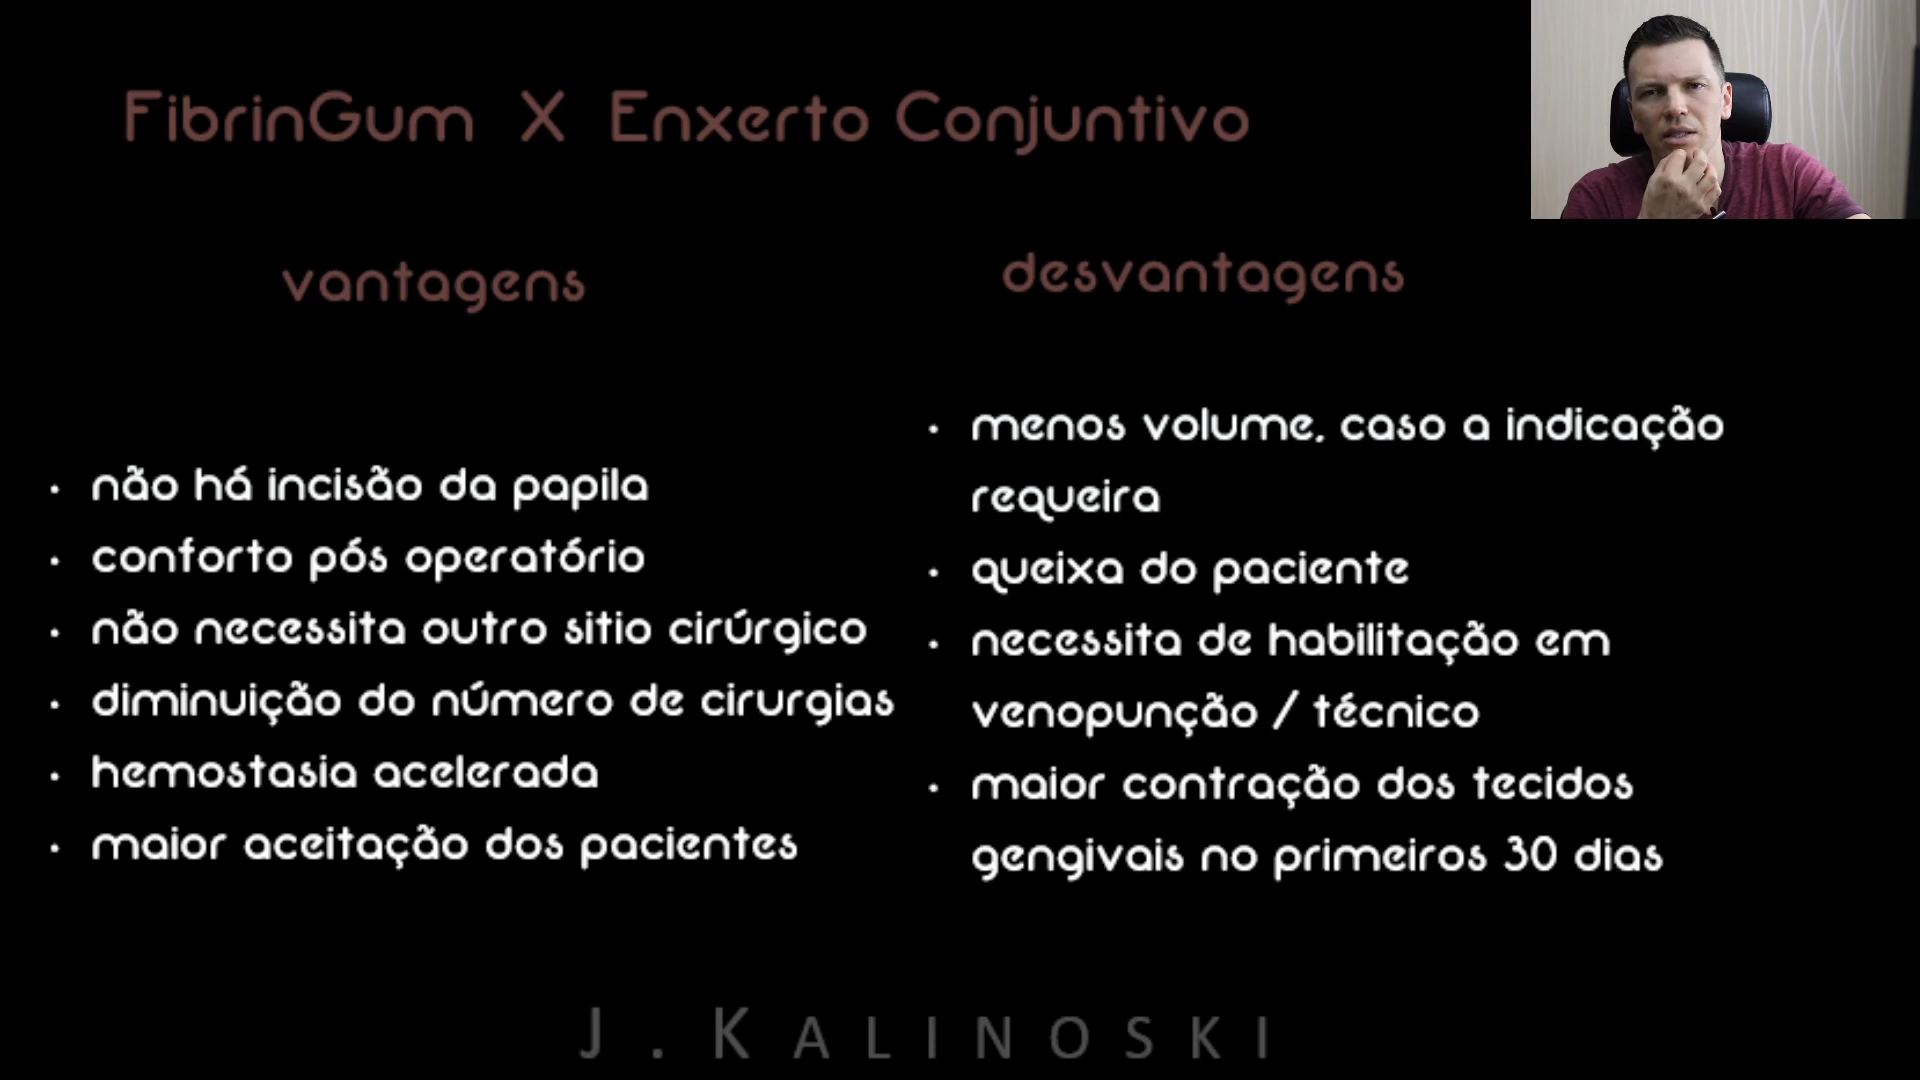 FibrinGum X Enxerto Conjuntivo
vantagens
• não há incisão da papila
• conforto pós operatório
• não necessita outro sitio cirúrgico
• diminuição do número de cirurgias
• hemostasia acelerada
• maior aceitação dos pacientes
desvantagens
• menos volume, caso a indicação
requeira
• queixa do paciente
• necessita de habilitação em
venopunção / técnico
• maior contração dos tecidos
gengivais no primeiros 30 dias
J. KALINOSKI